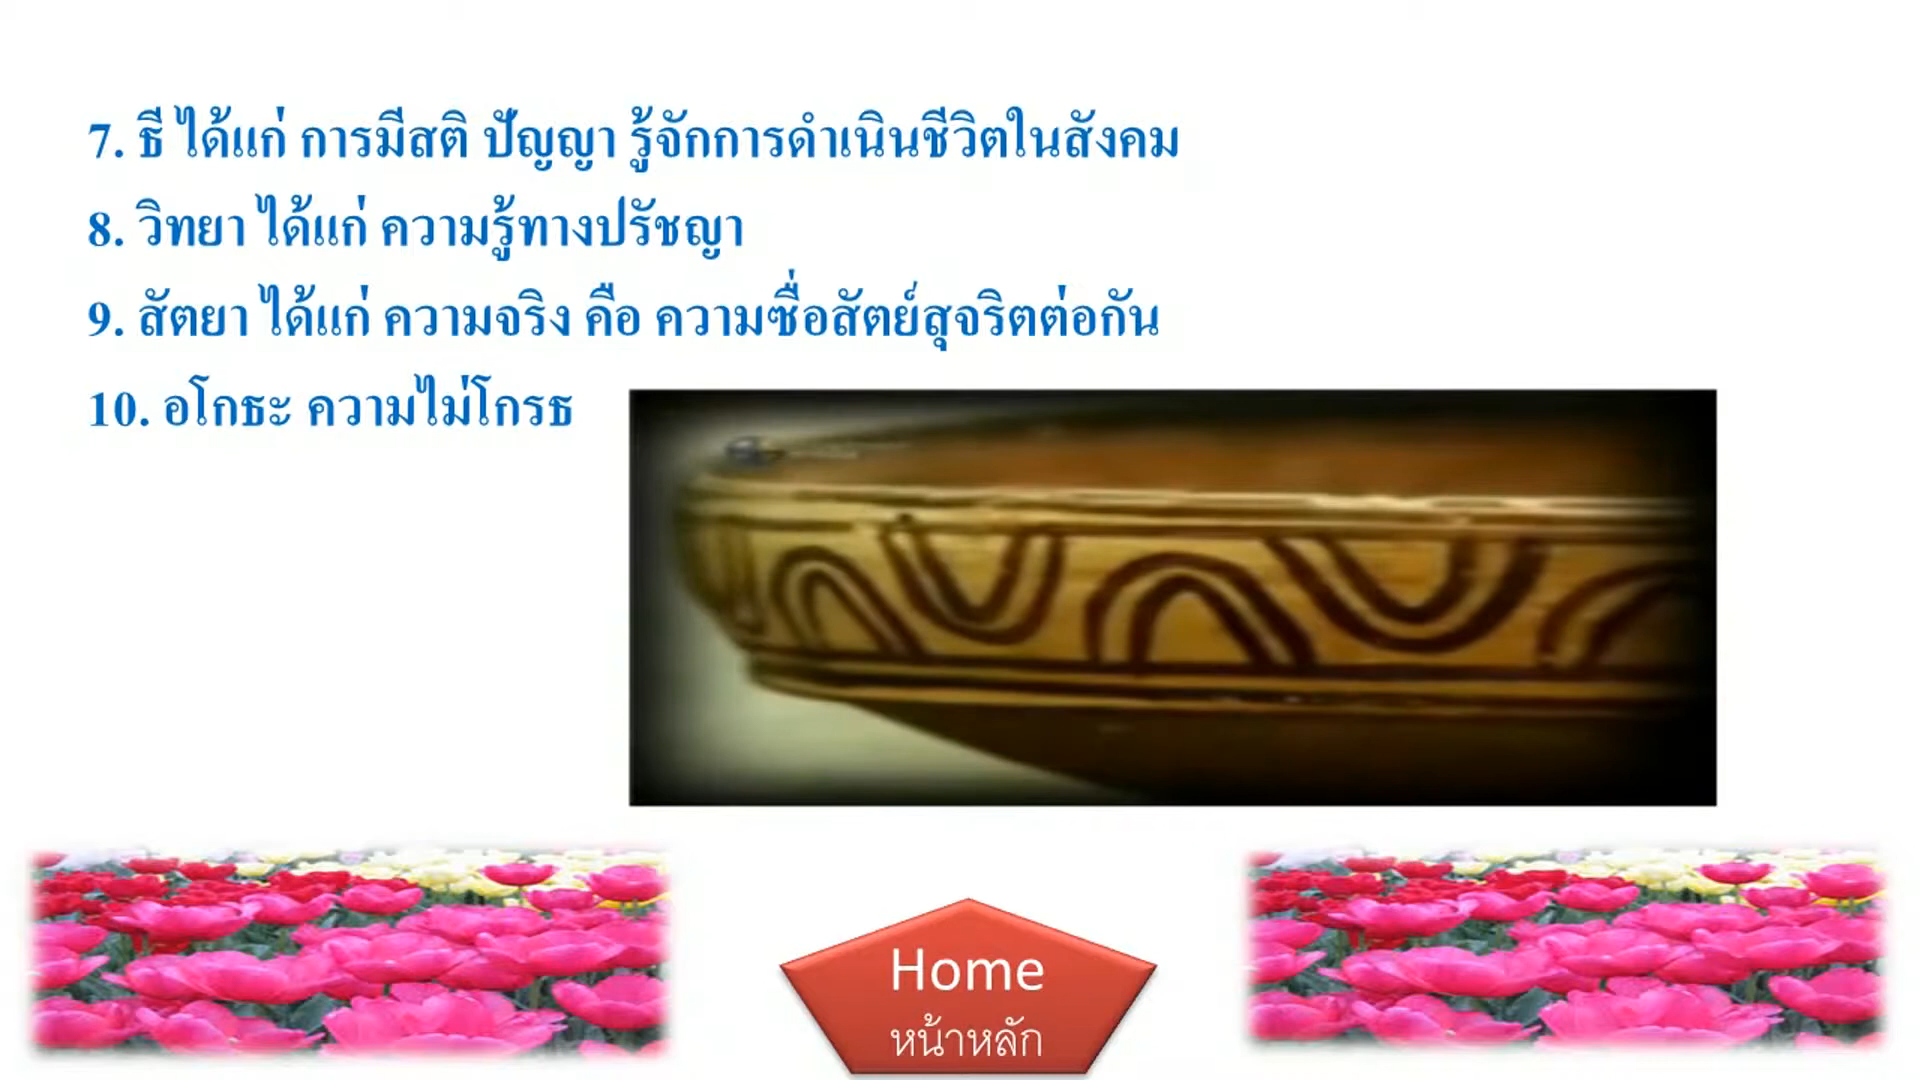 7. ธี ได้แก่ การมีสติ ปัญญา รู้จักการดำเนินชีวิตในสังคม
8. วิทยา ได้แก่ ความรู้ทางปรัชญา
9. สัตยา ได้แก่ ความจริง คือ ความซื่อสัตย์สุจริตต่อกัน
10. อโกธะ ความไม่โกรธ
Home
หน้าหลัก